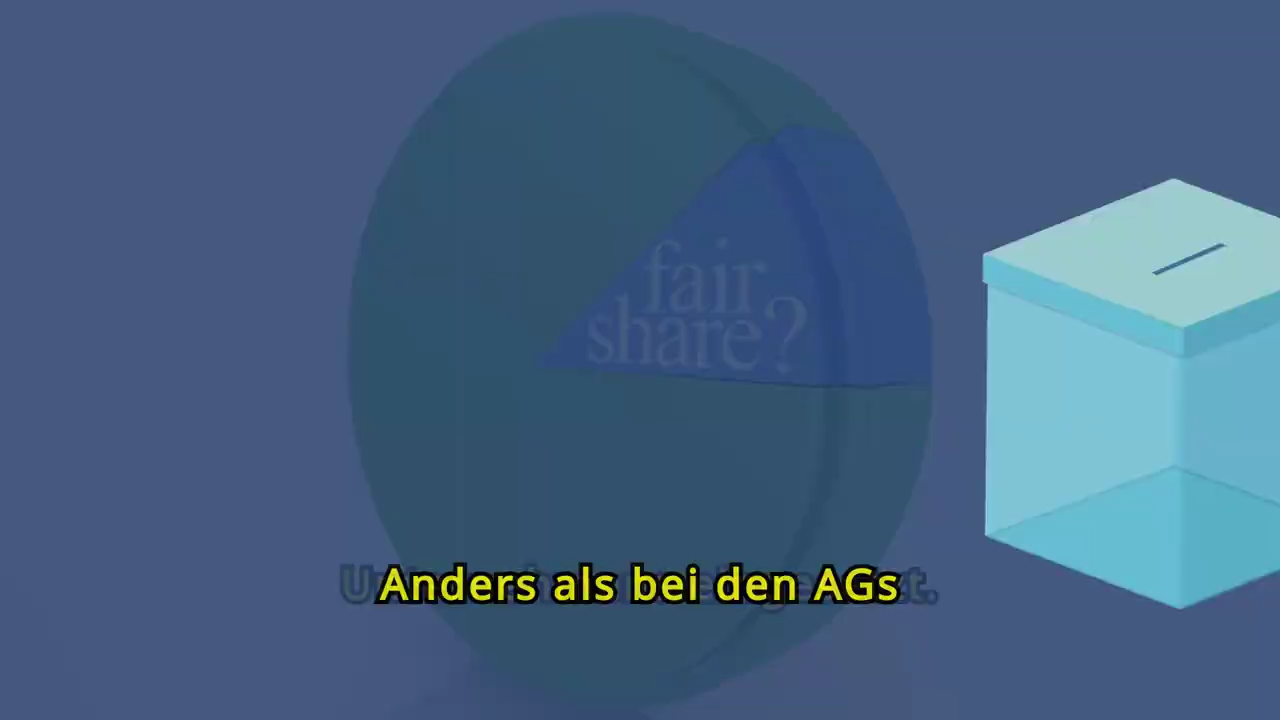 fair
share?
Anders als bei den AGs